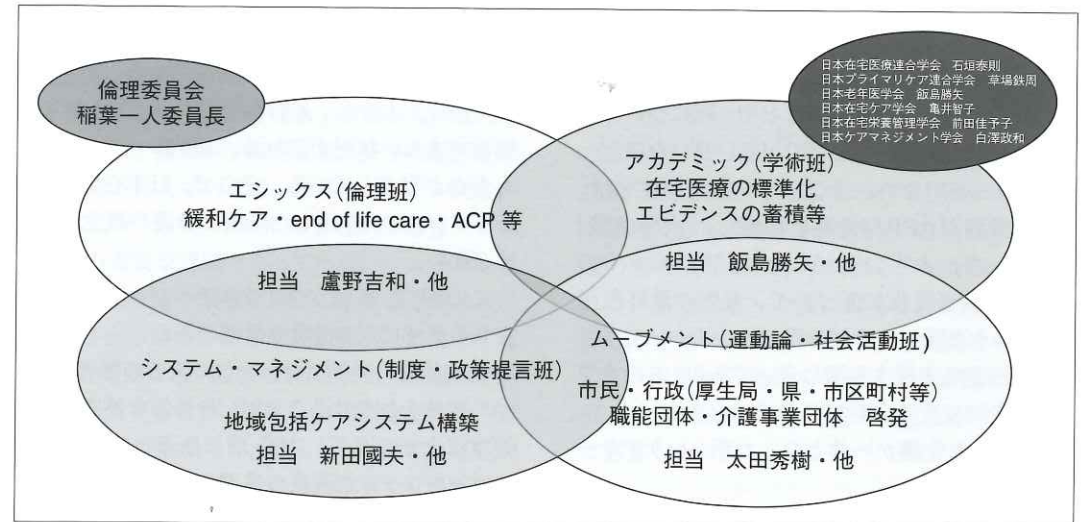 倫理委員会
稲葉一人委員長
日本在宅医療連合学会　石垣泰則
日本プライマリケア連合学会　草場鉄周
日本老年医学会　飯島勝矢
日本在宅ケア学会　亀井智子
日本在宅栄養管理学会　前田佳予子
日本ケアマネジメント学会　白澤政和
エシックス（倫理班）
緩和ケア・end of life care・ACP 等
担当　蘆野吉和・他
アカデミック（学術班）
在宅医療の標準化
エビデンスの蓄積等
担当　飯島勝矢・他
システム・マネジメント（制度・政策提言班）
地域包括ケアシステム構築
担当　新田國夫・他
ムーブメント（運動論・社会活動班）
市民・行政（厚生局・県・市区町村等）
職能団体・介護事業団体　啓発
担当　太田秀樹・他